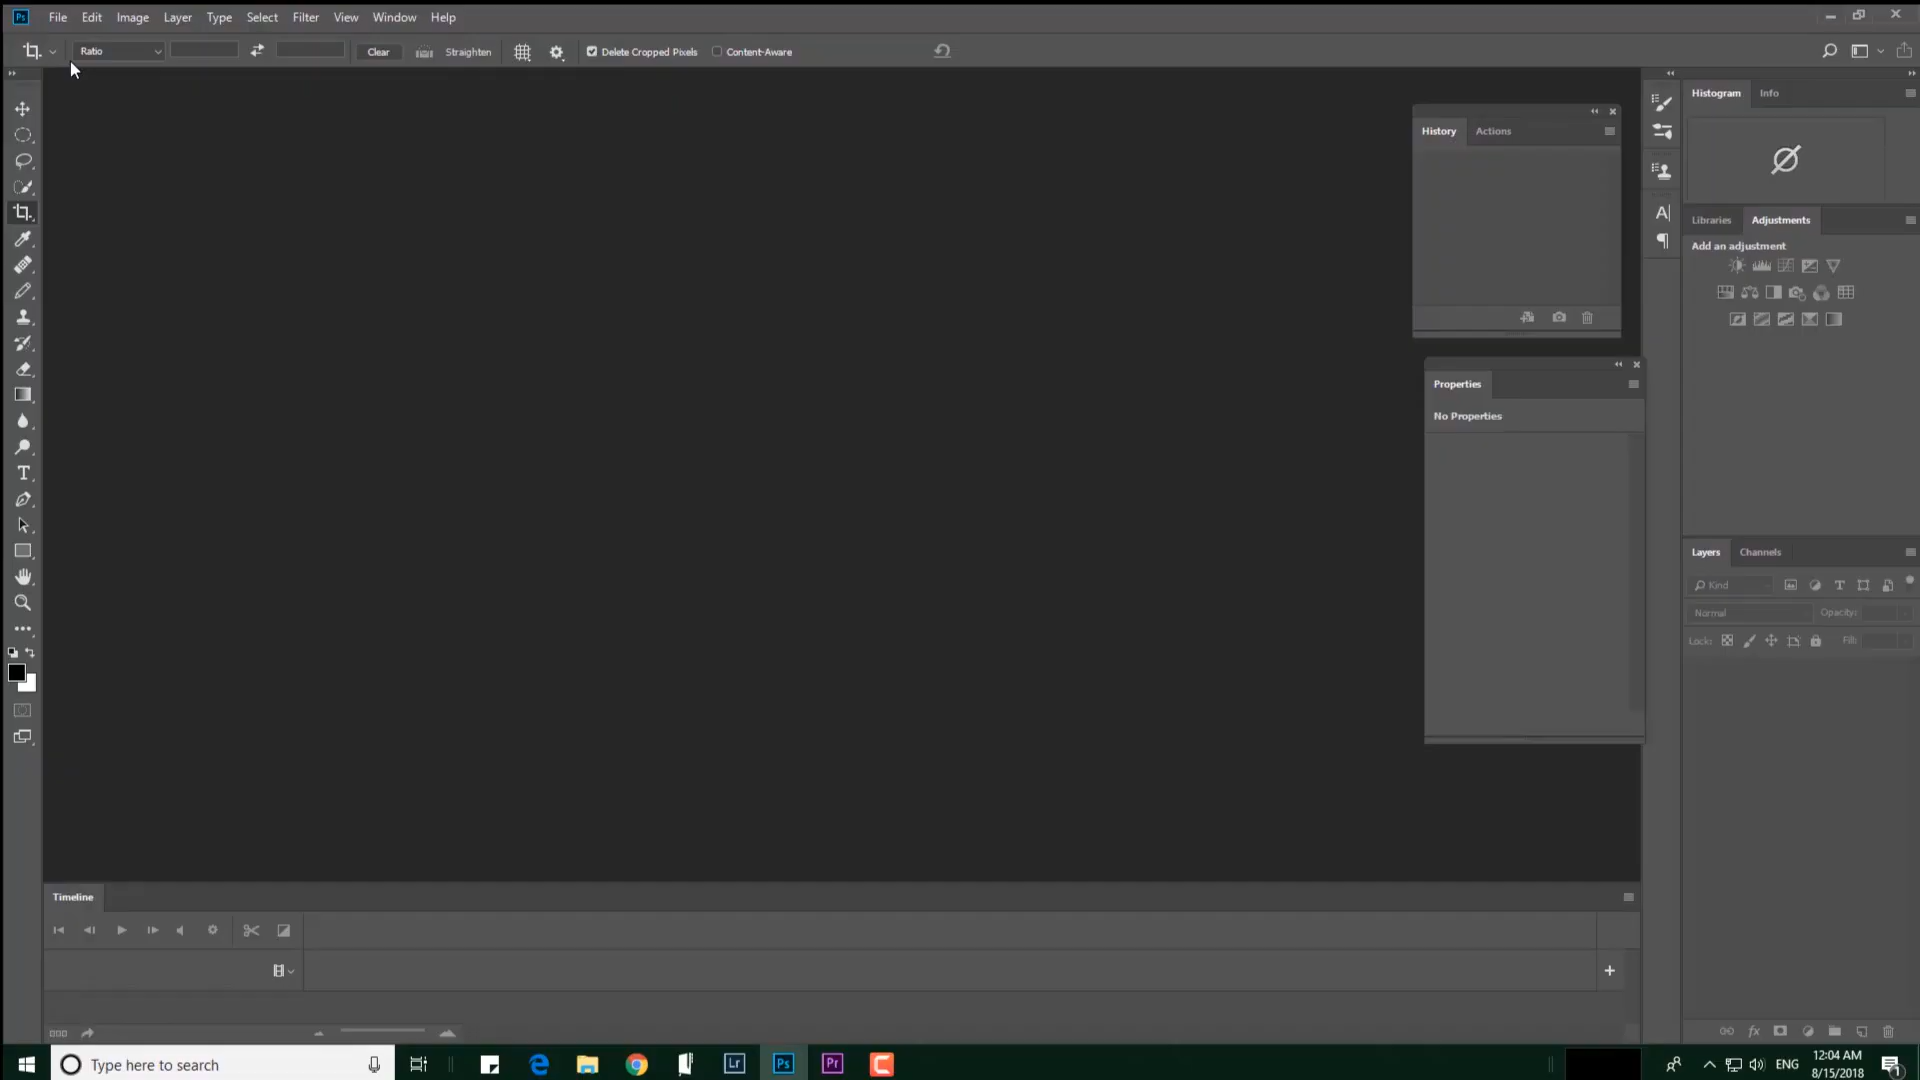 Ps File Edit Image Layer Type Select Filter View Window Help
Ratio Clear Straighten Delete Cropped Pixels Content-Aware
Histogram Info
History Actions
Libraries Adjustments
Add an adjustment
Properties
No Properties
T
Layers Channels
Kind T
Normal Opacity:
Lock: Fill:
fx
Timeline
Type here to search Lr Ps Pr ENG 12:04 AM
8/15/2018 1